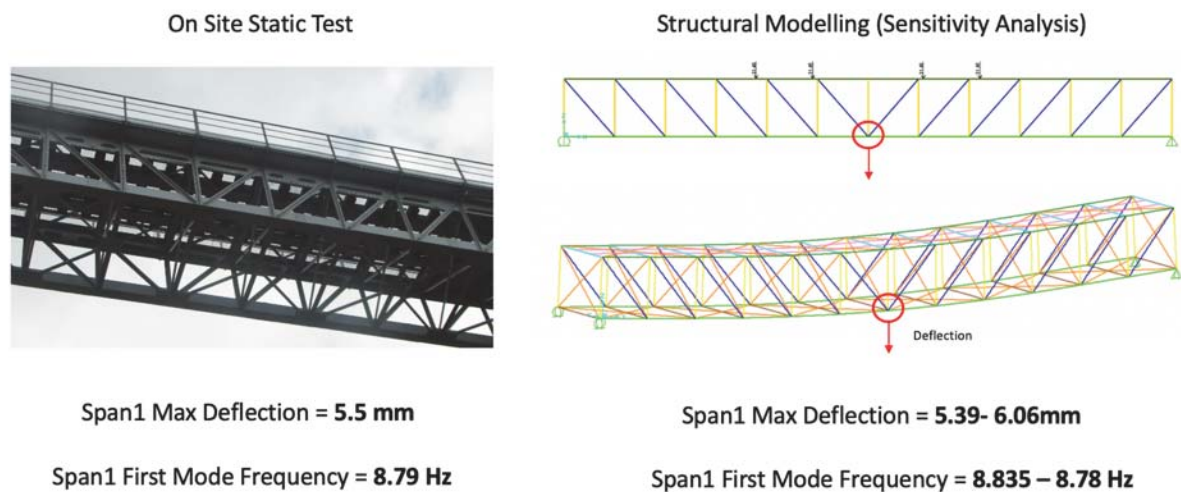 On Site Static Test
Structural Modelling (Sensitivity Analysis)
Deflection
Span1 Max Deflection = 5.5 mm
Span1 Max Deflection = 5.39- 6.06mm
Span1 First Mode Frequency = 8.79 Hz
Span1 First Mode Frequency = 8.835 – 8.78 Hz